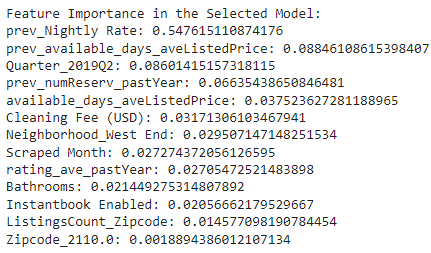 Feature Importance in the Selected Model:
prev_Nightly Rate: 0.547615110874176
prev_available_days_aveListedPrice: 0.08846108615398407
Quarter_2019Q2: 0.08601415157318115
prev_numReserv_pastYear: 0.06635438650846481
available_days_aveListedPrice: 0.037523627281188965
Cleaning Fee (USD): 0.03171306103467941
Neighborhood_West End: 0.029507147148251534
Scraped Month: 0.027274372056126595
rating_ave_pastYear: 0.02705472521483898
Bathrooms: 0.021449275314807892
Instantbook Enabled: 0.02056662179529667
ListingsCount_Zipcode: 0.014577098190784454
Zipcode_2110.0: 0.0018894386012107134